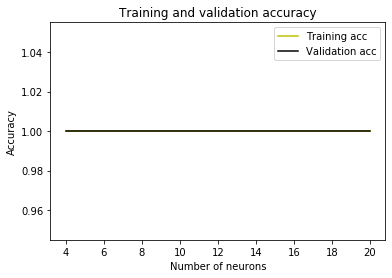 Training and validation accuracy
Training acc
Validation acc
Accuracy
1.04
1.02
1.00
0.98
0.96
4 6 8 10 12 14 16 18 20
Number of neurons